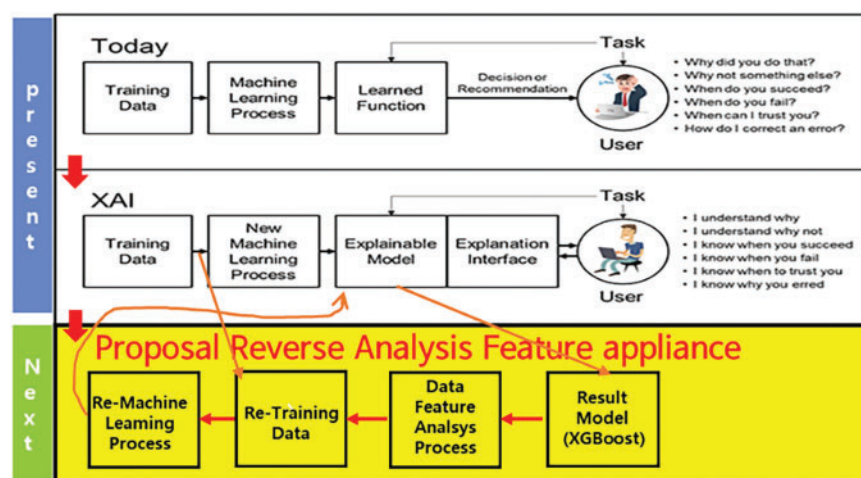 present
Today
Training
Data
Machine
Learning
Process
Learned
Function
Decision or
Recommendation
Task
User
• Why did you do that?
• Why not something else?
• When do you succeed?
• When do you fail?
• When can I trust you?
• How do I correct an error?
XAI
Training
Data
New
Machine
Learning
Process
Explainable
Model
Explanation
Interface
Task
User
• I understand why
• I understand why not
• I know when you succeed
• I know when you fail
• I know when to trust you
• I know why you erred
Next
Proposal Reverse Analysis Feature appliance
Re-Machine
Learning
Process
Re-Training
Data
Data
Feature
Analsys
Process
Result
Model
(XGBoost)